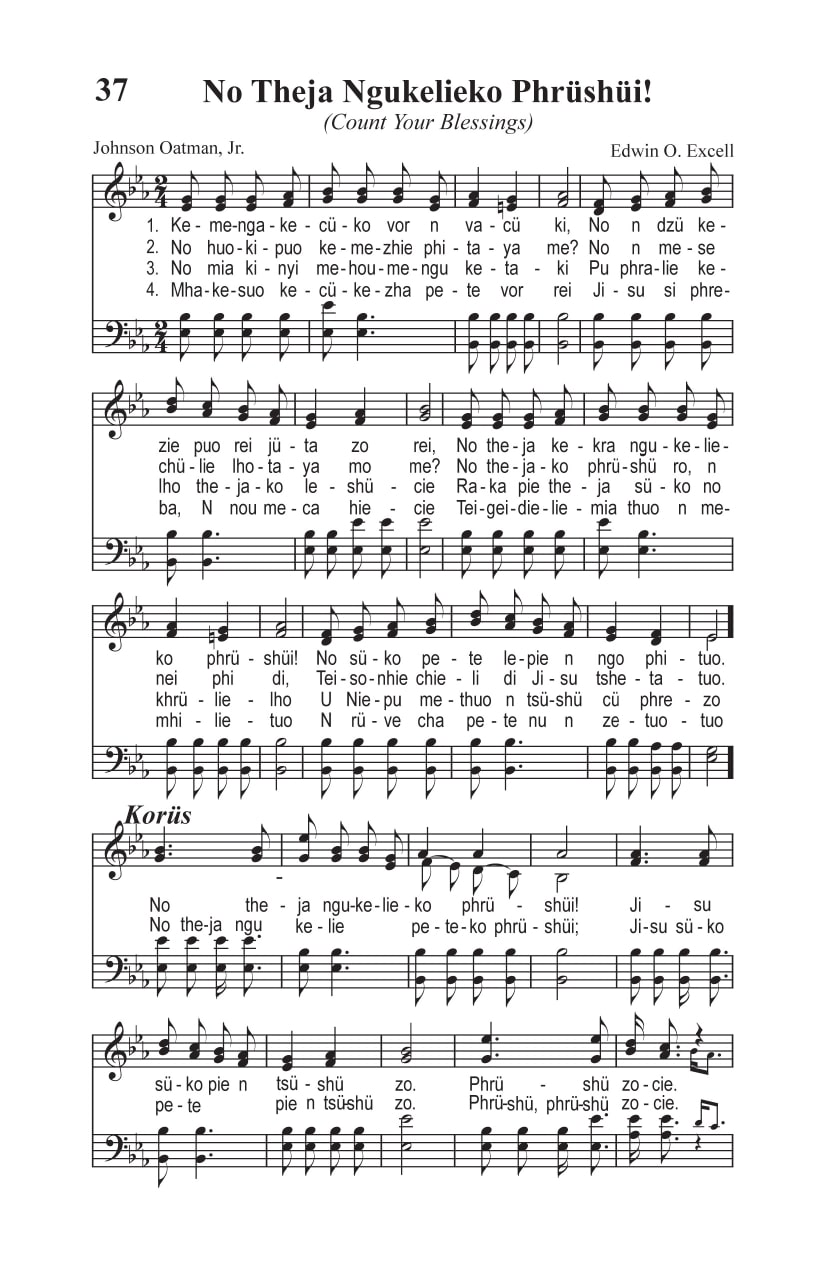 37
No Theja Ngukelieko Phrüshüi!
(Count Your Blessings)
Johnson Oatman, Jr.
Edwin O. Excell
1. Ke - me-nga - ke - cü - ko vor n va - cü ki, No n dzü ke -
2. No huo - ki - puo ke - me - zhie phi - ta - ya me? No n me - se
3. No mia ki - nyi me-hou - me - ngu ke - ta - ki Pu phra-lie ke -
4. Mha - ke-suo ke - cü - ke - zha pe - te vor rei Ji - su si phre-
zie puo rei jü - ta zo rei, No the - ja ke - kra ngu - ke - lie -
chü - lie lho - ta - ya mo me? No the - ja - ko phrü - shü ro, n
lho the - ja - ko le - shü - cie Ra - ka pie the - ja sü - ko no
ba, N nou me - ca hie - cie Tei-gei-die-lie - mia thuo n me-
ko phrü - shüi! No sü - ko pe - te le-pie n ngo phi - tuo.
nei phi di, Tei - so-nhie chie - li di Ji - su tshe - ta - tuo.
khrü - lie - lho U Nie - pu me - thuo n tsü-shü cü phre - zo
mhi - lie - tuo N rü - ve cha pe - te nu n ze - tuo - tuo
Korüs
No the - ja ngu-ke-lie - ko phrü - shüi! Ji - su
No the-ja ngu ke - lie pe - te - ko phrü - shüi; Ji-su sü-ko
sü - ko pie n tsü - shü zo. Phrü - shü zo-cie.
pe - te pie n tsü-shü zo. Phrü-shü, phrü-shü zo - cie.